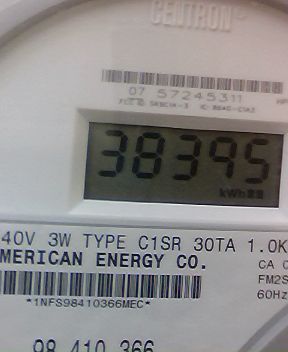 CENTRON
07 57245311
38395
kWh
40V 3W TYPE C1SR 30TA 1.0K
MERICAN ENERGY CO.
CA 0
FM2S
60Hz
*1NFS98410366MEC*
98 410 366